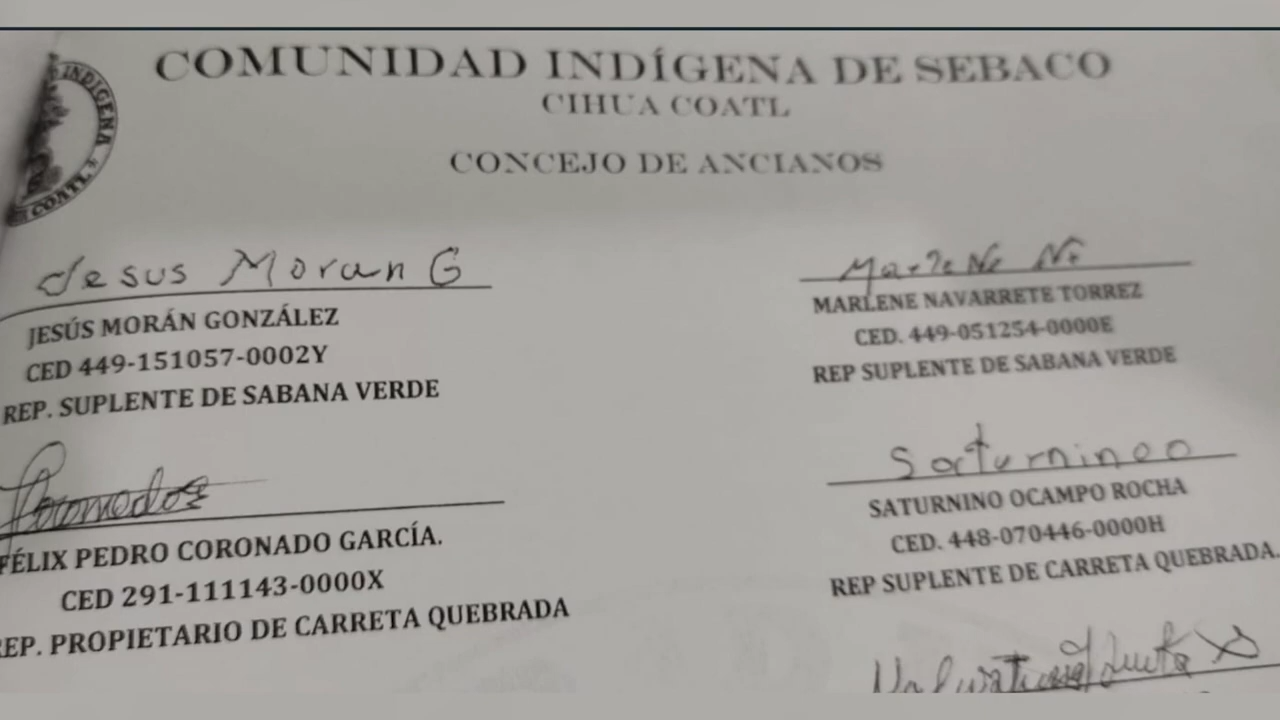 COMUNIDAD INDÍGENA DE SEBACO
CIHUA COATL
CONCEJO DE ANCIANOS
INDIGENA
COATL
Jesus Moran G
JESÚS MORÁN GONZÁLEZ
CED 449-151057-0002Y
REP. SUPLENTE DE SABANA VERDE
MARLENE NAVARRETE TORREZ
CED. 449-051254-0000E
REP SUPLENTE DE SABANA VERDE
FÉLIX PEDRO CORONADO GARCÍA.
CED 291-111143-0000X
REP. PROPIETARIO DE CARRETA QUEBRADA
Saturnineo
SATURNINO OCAMPO ROCHA
CED. 448-070446-0000H
REP SUPLENTE DE CARRETA QUEBRADA.